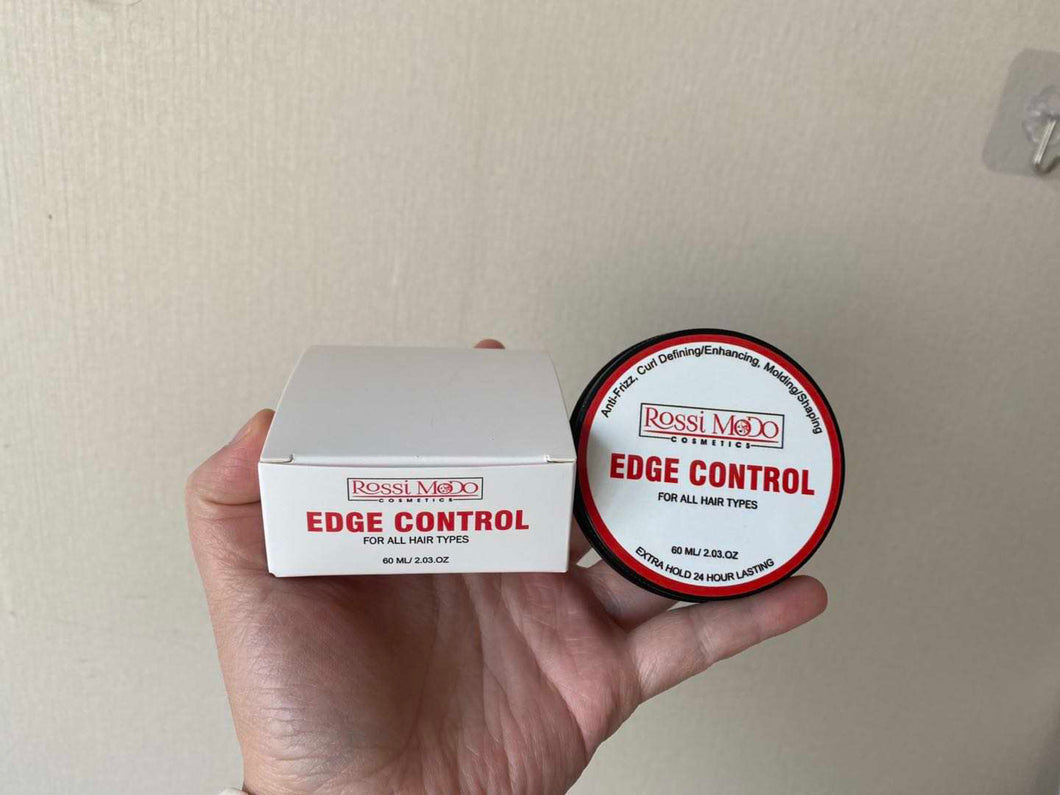 Rossi MoDo
COSMETICS
EDGE CONTROL
FOR ALL HAIR TYPES
60 ML/ 2.03.OZ
Anti-Frizz, Curl Defining/Enhancing, Molding/Shaping
Rossi MoDo
COSMETICS
EDGE CONTROL
FOR ALL HAIR TYPES
60 ML/ 2.03.OZ
EXTRA HOLD 24 HOUR LASTING